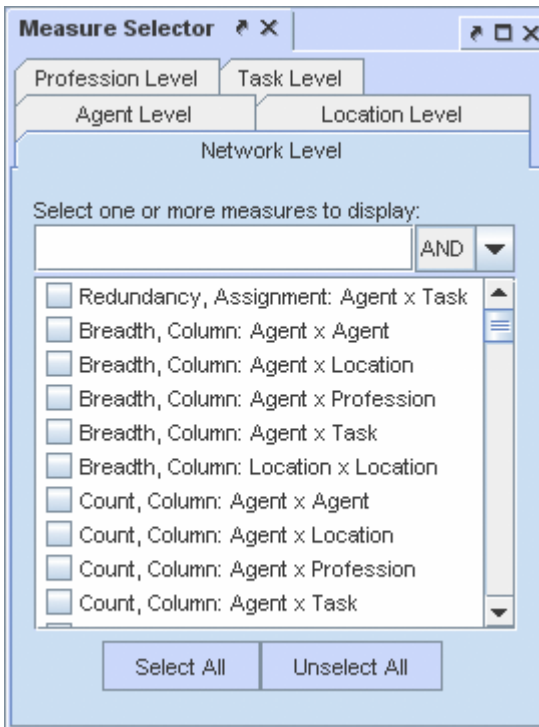 Measure Selector
Profession Level Task Level
Agent Level Location Level
Network Level
Select one or more measures to display:
AND
Redundancy, Assignment: Agent x Task
Breadth, Column: Agent x Agent
Breadth, Column: Agent x Location
Breadth, Column: Agent x Profession
Breadth, Column: Agent x Task
Breadth, Column: Location x Location
Count, Column: Agent x Agent
Count, Column: Agent x Location
Count, Column: Agent x Profession
Count, Column: Agent x Task
Select All Unselect All